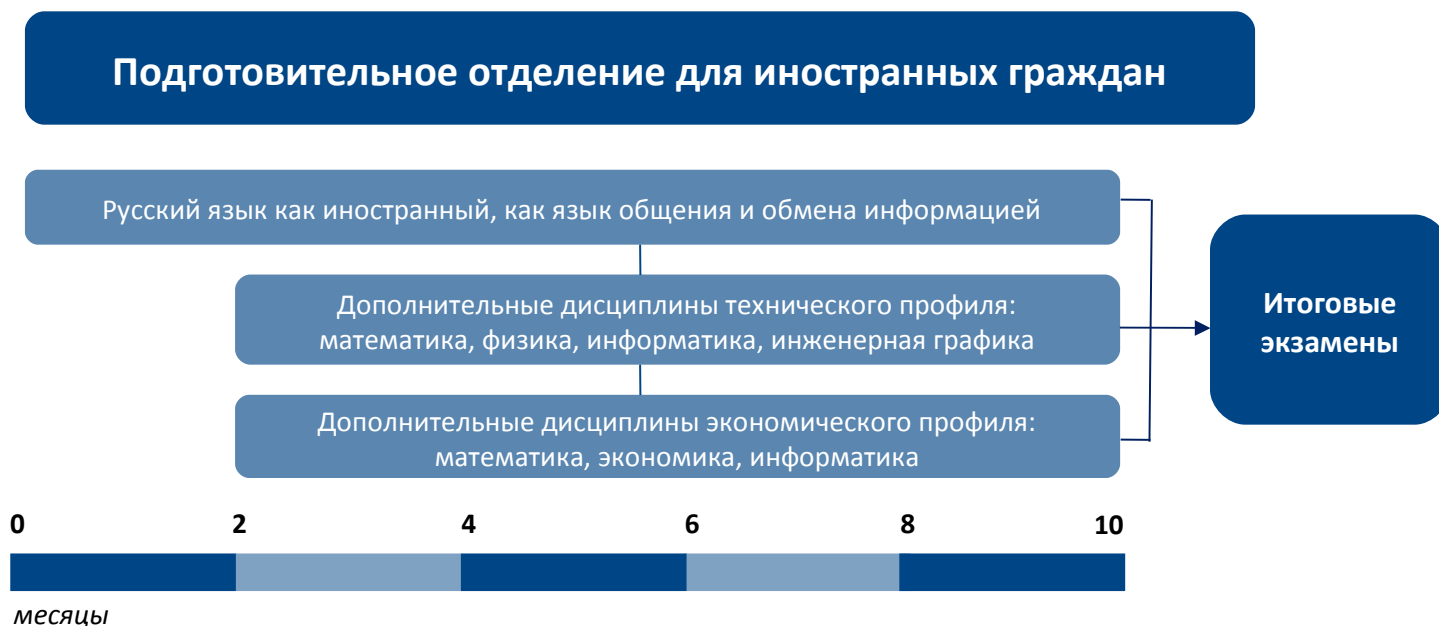 Подготовительное отделение для иностранных граждан
Русский язык как иностранный, как язык общения и обмена информацией
Дополнительные дисциплины технического профиля:
математика, физика, информатика, инженерная графика
Дополнительные дисциплины экономического профиля:
математика, экономика, информатика
Итоговые
экзамены
0 2 4 6 8 10
месяцы